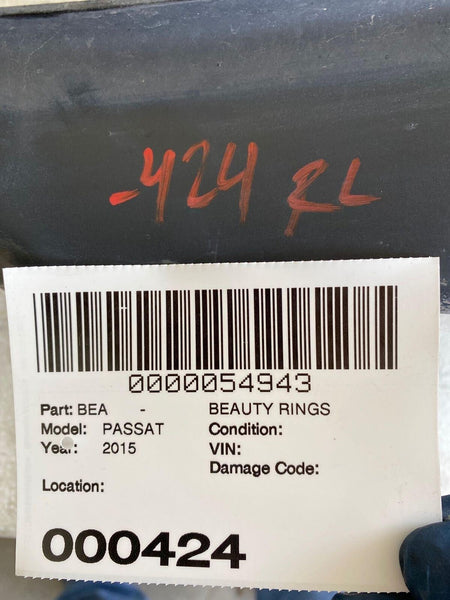 -424 RL
0000054943
Part: BEA - BEAUTY RINGS
Model: PASSAT Condition:
Year: 2015 VIN:
Damage Code:
Location:
000424